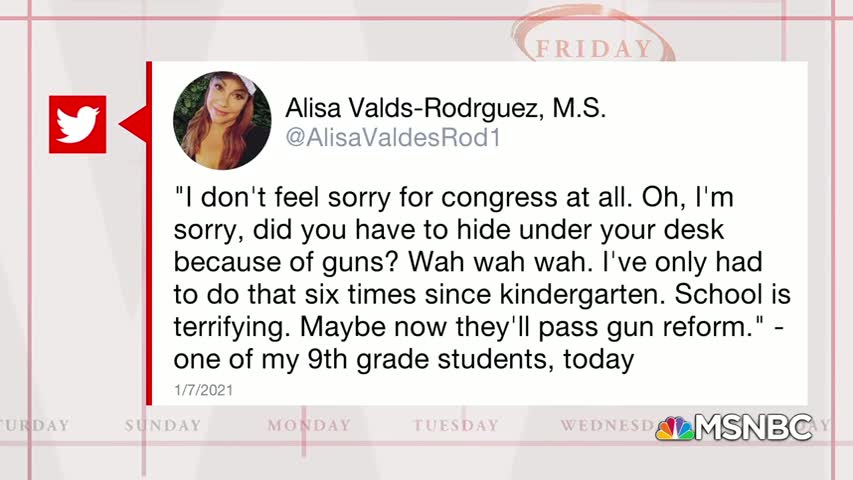 FRIDAY
Alisa Valds-Rodrguez, M.S.
@AlisaValdesRod1
"I don't feel sorry for congress at all. Oh, I'm
sorry, did you have to hide under your desk
because of guns? Wah wah wah. I've only had
to do that six times since kindergarten. School is
terrifying. Maybe now they'll pass gun reform." -
one of my 9th grade students, today
1/7/2021
TURDAY SUNDAY MONDAY TUESDAY WEDNESDA AY
MSNBC